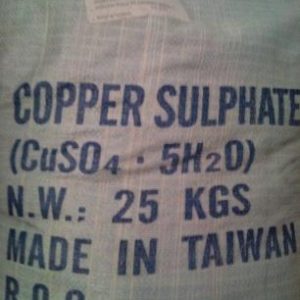 COPPER SULPHATE
(CuSO4 · 5H2O)
N.W.: 25 KGS
MADE IN TAIWAN
R.O.C